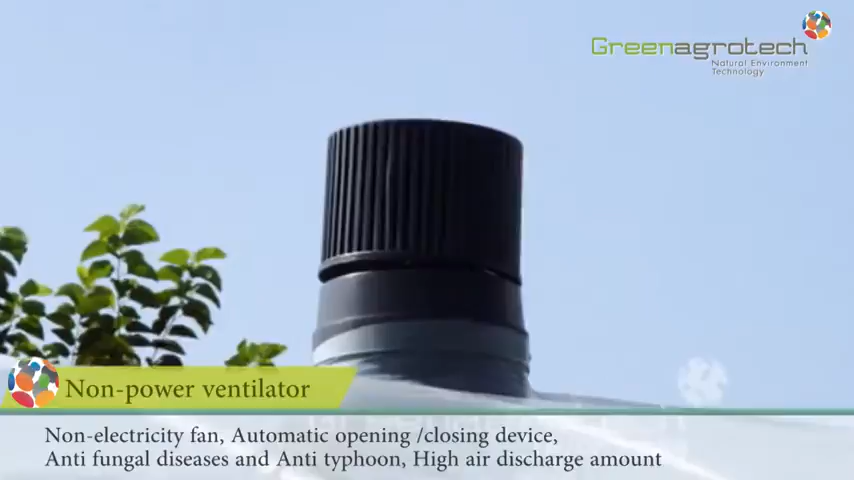 Greenagrotech
Natural Environment
Technology
Non-power ventilator
Non-electricity fan, Automatic opening /closing device,
Anti fungal diseases and Anti typhoon, High air discharge amount